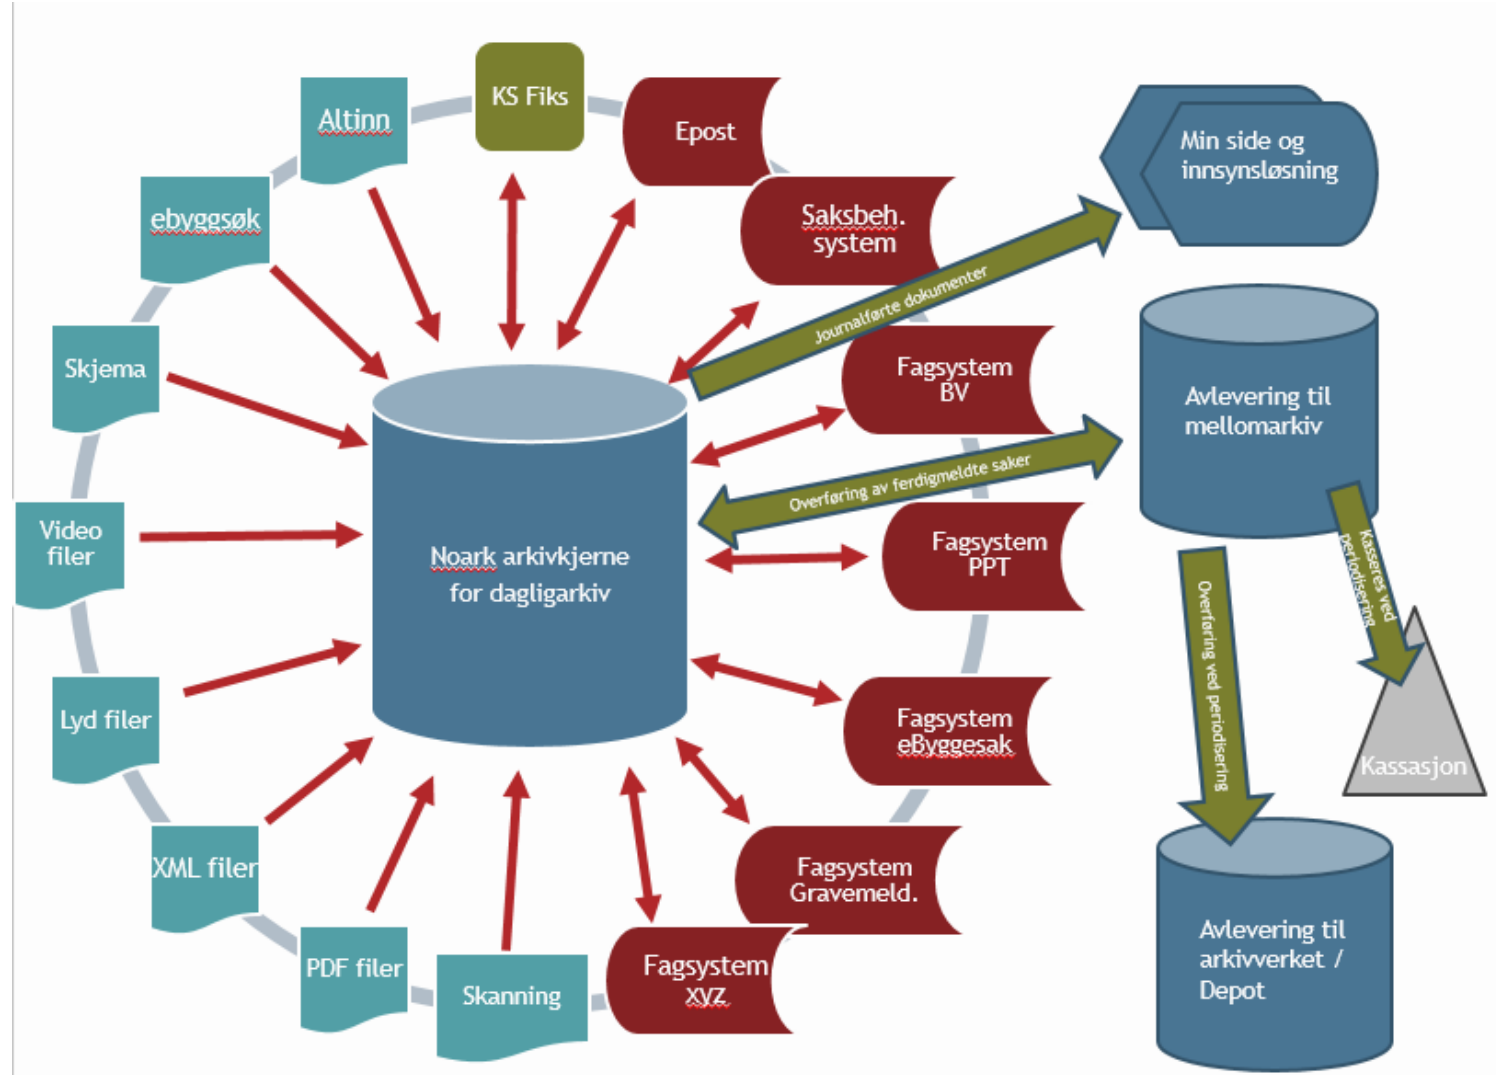 KS Fiks
Altinn
Epost
ebyggsøk
Saksbeh.
system
Min side og
innsynsløsning
Journalførte dokumenter
Skjema
Fagsystem
BV
Avlevering til
mellomarkiv
Overføring av ferdigmeldte saker
Video
filer
Noark arkivkjerne
for dagligarkiv
Fagsystem
PPT
Kasseres ved
periodisering
Overføring ved periodisering
Lyd filer
Fagsystem
eByggesak
Kassasjon
XML filer
Fagsystem
Gravemeld.
PDF filer
Skanning
Fagsystem
xyz
Avlevering til
arkivverket /
Depot